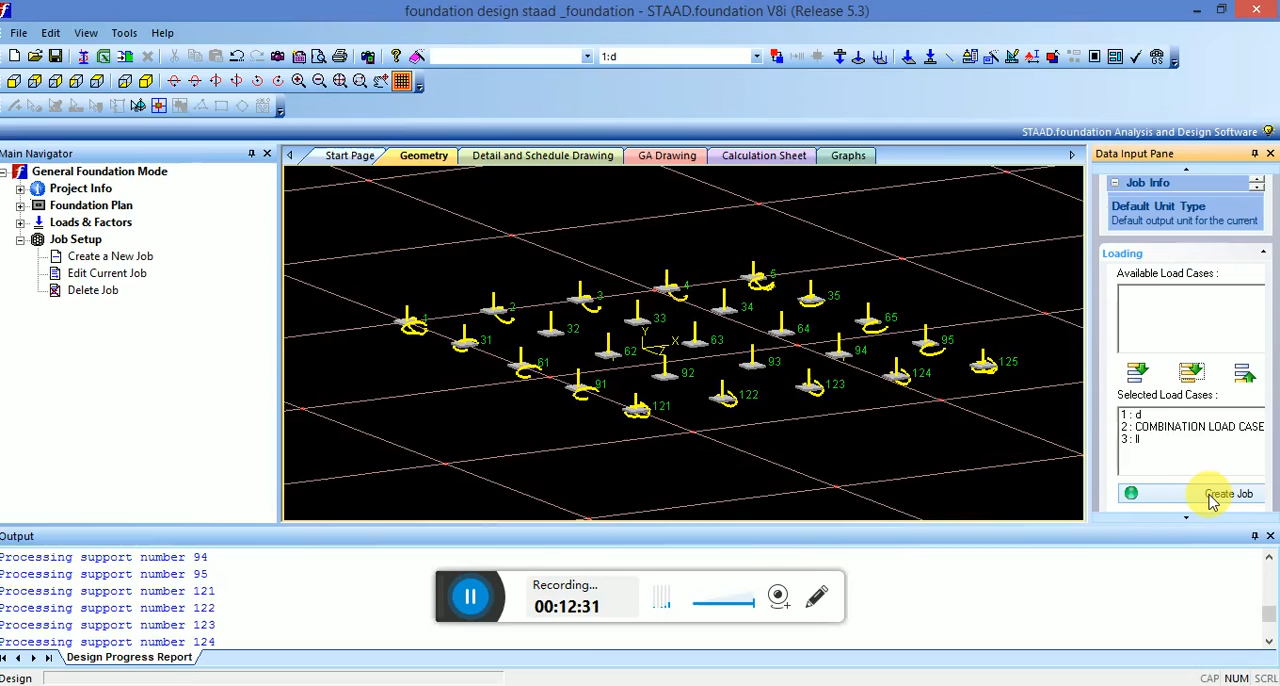 foundation design staad _foundation - STAAD.foundation V8i (Release 5.3)
File Edit View Tools Help
1:d
STAAD.foundation Analysis and Design Software
Main Navigator
General Foundation Mode
Project Info
Foundation Plan
Loads & Factors
Job Setup
Create a New Job
Edit Current Job
Delete Job
Start Page Geometry Detail and Schedule Drawing GA Drawing Calculation Sheet Graphs
1 2 3 4 5
31 32 33 34 35
61 62 63 64 65
91 92 93 94 95
121 122 123 124 125
Y X Z
Data Input Pane
Job Info
Default Unit Type
Default output unit for the current
Loading
Available Load Cases :
Selected Load Cases :
1 : d
2 : COMBINATION LOAD CASE
3 : ll
Create Job
Output
Processing support number 94
Processing support number 95
Processing support number 121
Processing support number 122
Processing support number 123
Processing support number 124
Design Progress Report
Recording...
00:12:31
Design
CAP NUM SCRL